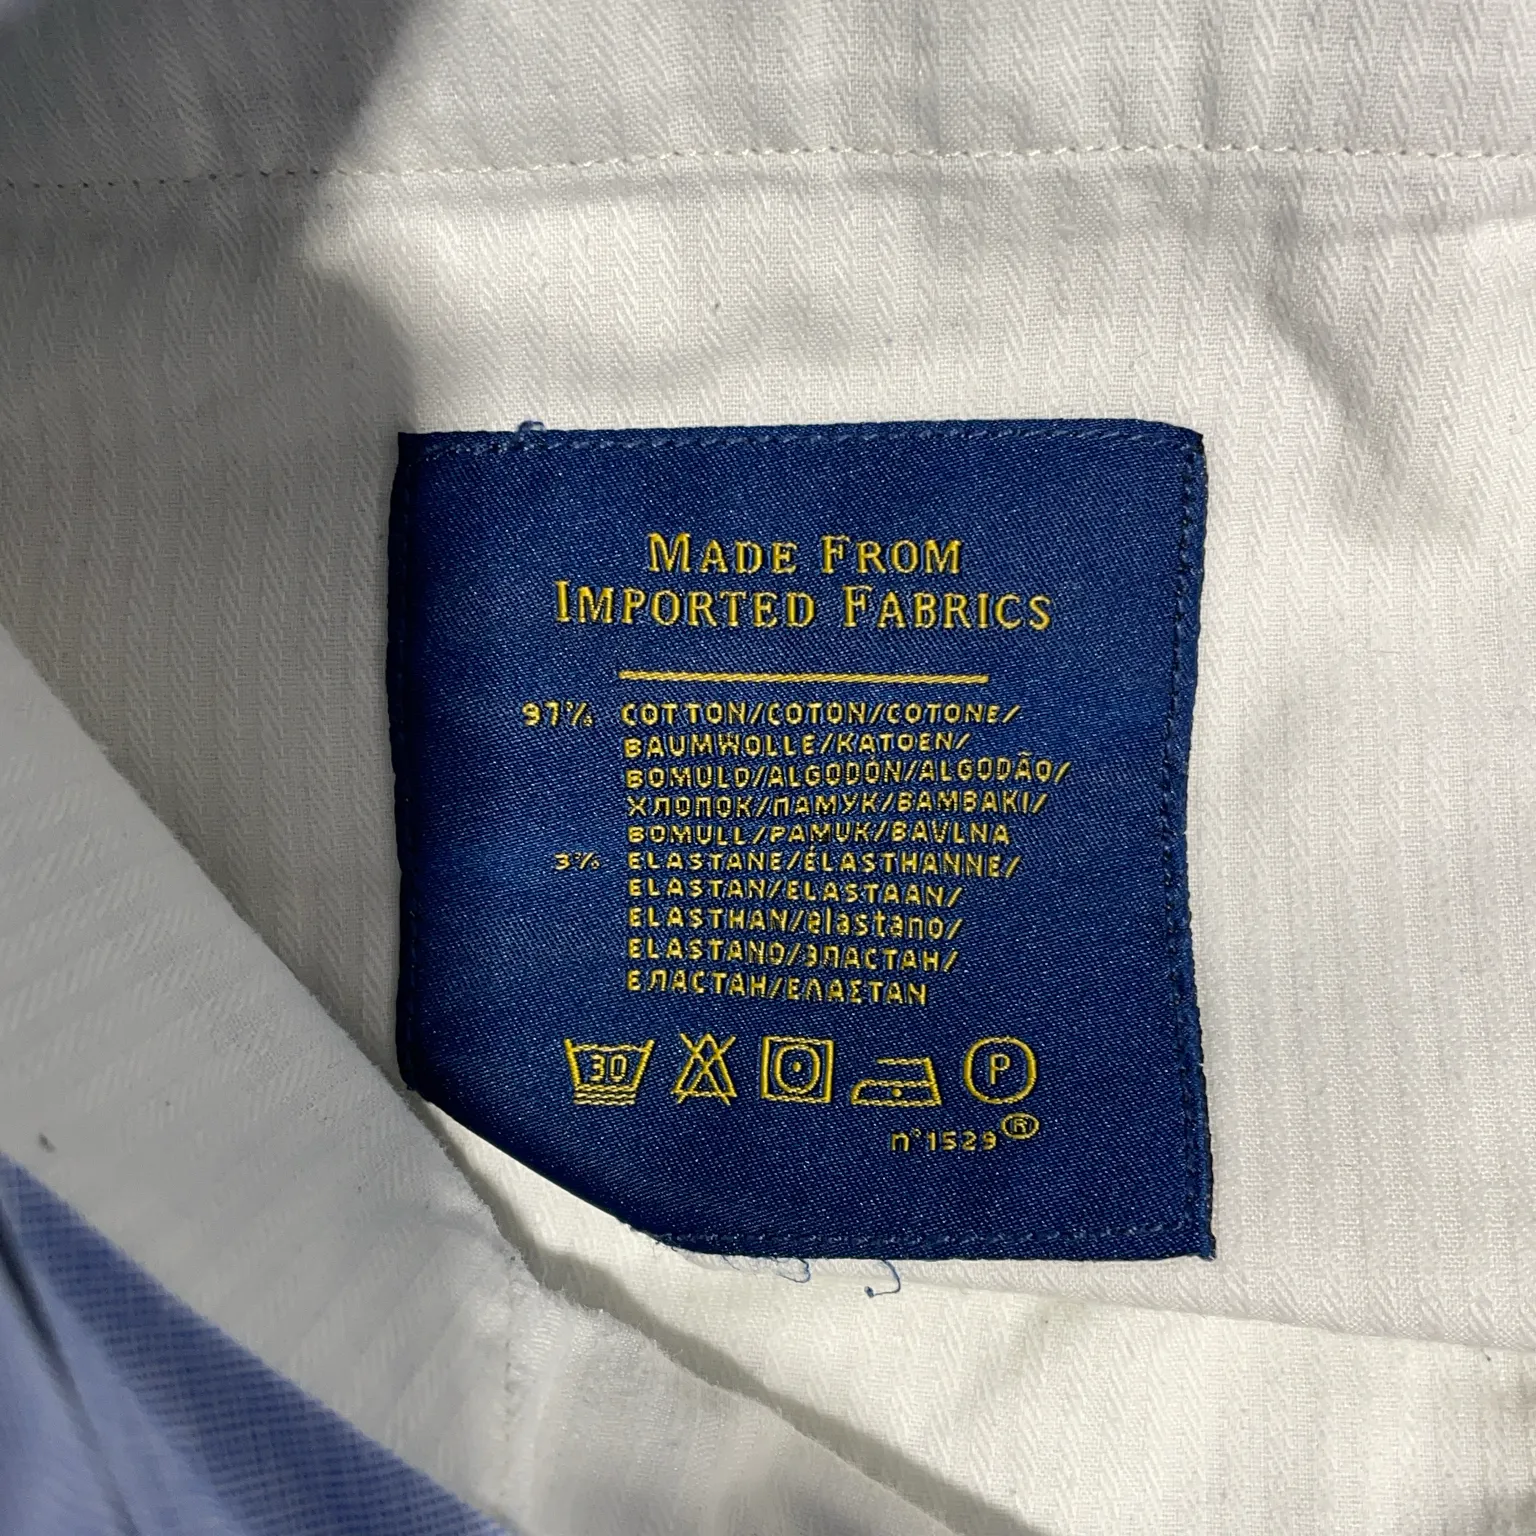 MADE FROM
IMPORTED FABRICS
97% COTTON/COTON/COTONE/
BAUMWOLLE/KATOEN/
BOMULD/ALGODON/ALGODÃO/
ХЛОПОК/ПАМУК/BAMBAKI/
BOMULL/PAMUK/BAVLNA
3% ELASTANE/ÉLASTHANNE/
ELASTAN/ELASTAAN/
ELASTHAN/elastano/
ELASTANO/ЭЛАСТАН/
ЕЛАСТАН/ΕΛΑΣΤΑΝ
30 P
n°1529®